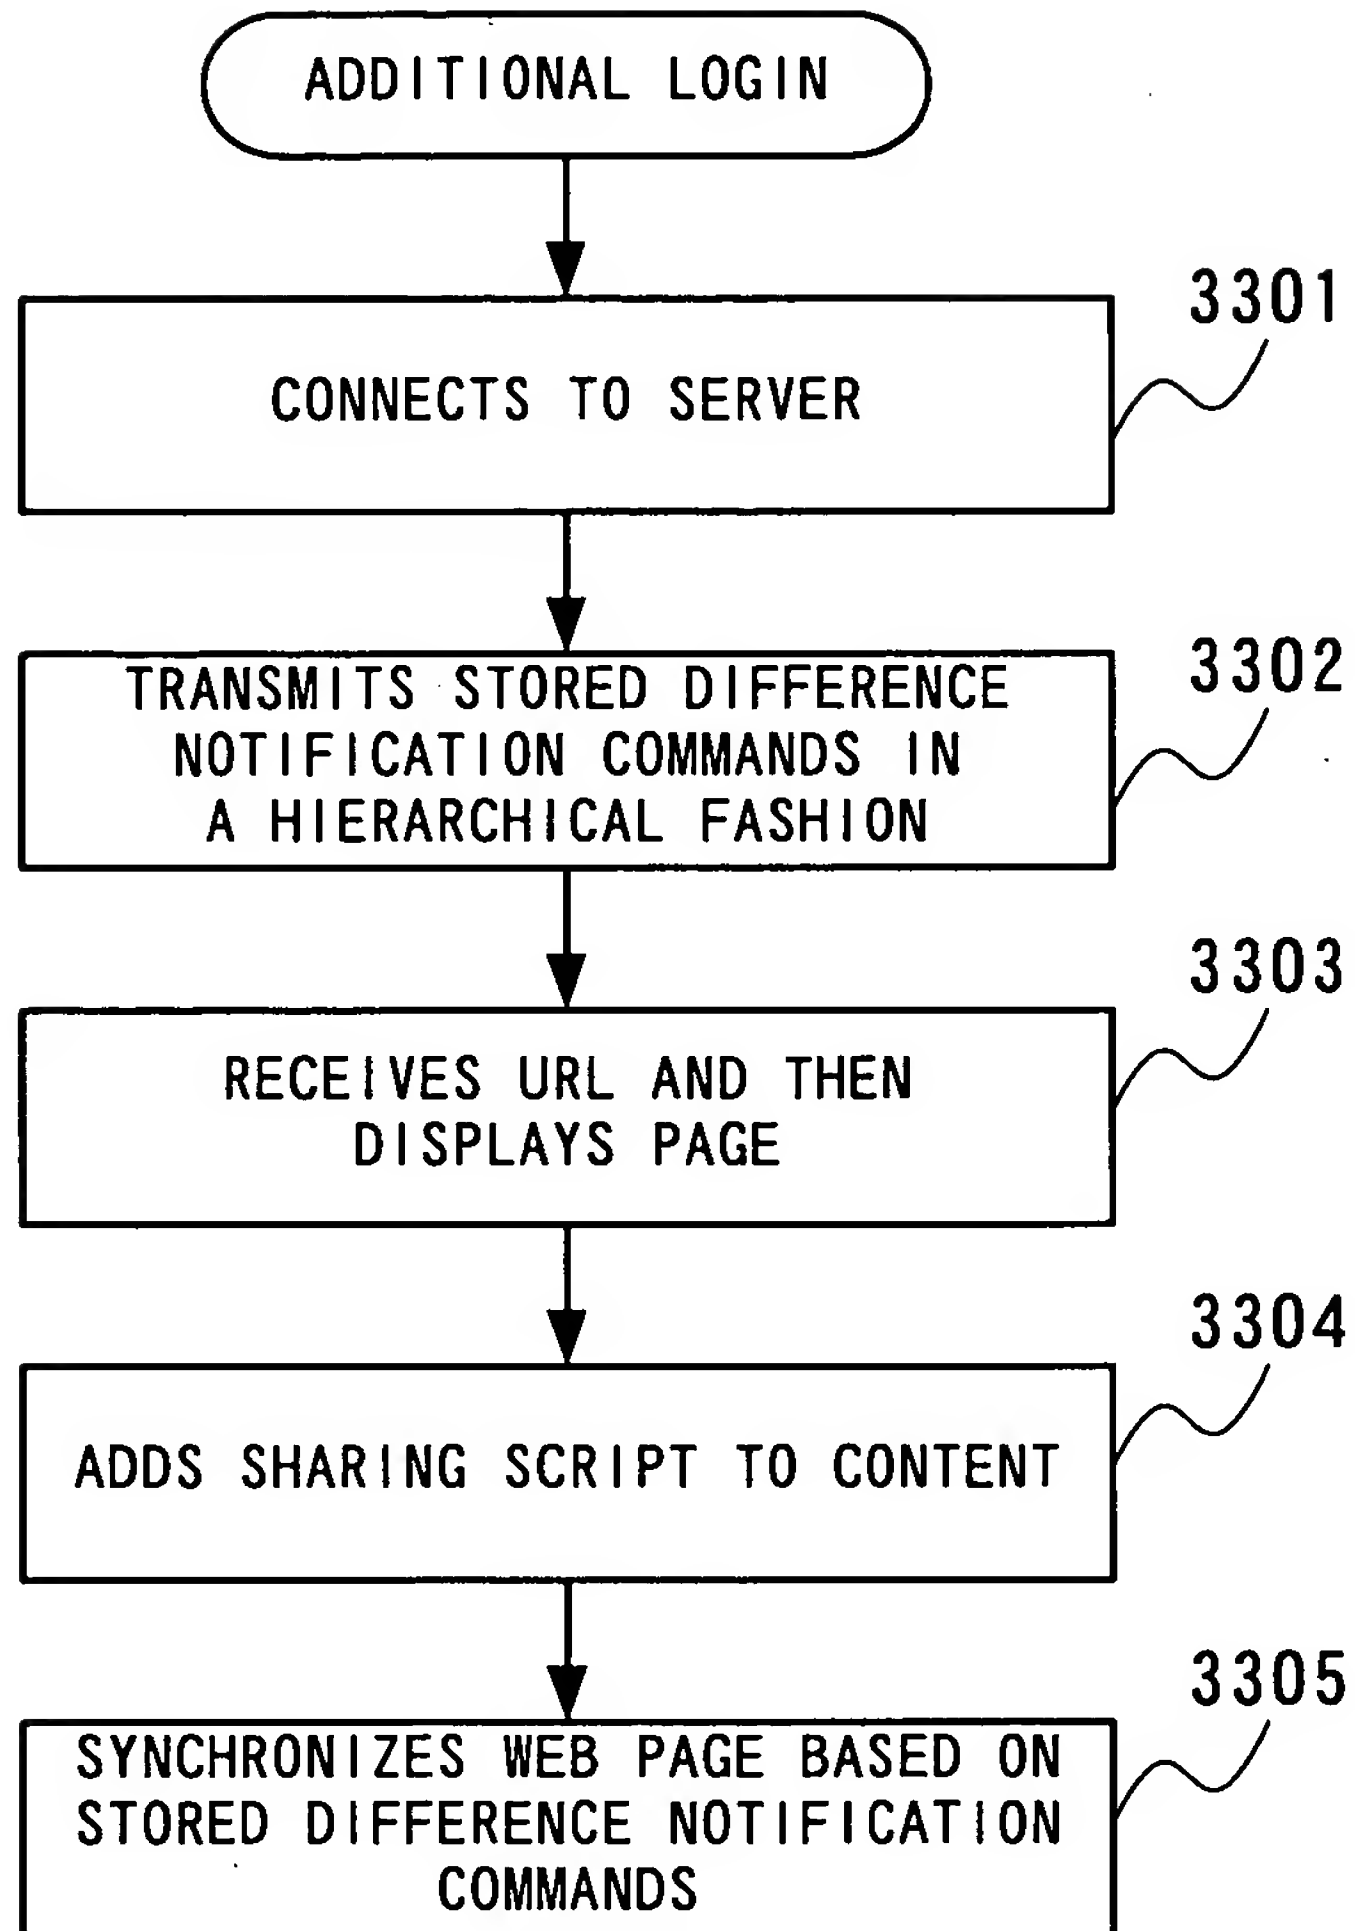 ADDITIONAL LOGIN
3301
CONNECTS TO SERVER
3302
TRANSMITS STORED DIFFERENCE
NOTIFICATION COMMANDS IN
A HIERARCHICAL FASHION
3303
RECEIVES URL AND THEN
DISPLAYS PAGE
3304
ADDS SHARING SCRIPT TO CONTENT
3305
SYNCHRONIZES WEB PAGE BASED ON
STORED DIFFERENCE NOTIFICATION
COMMANDS